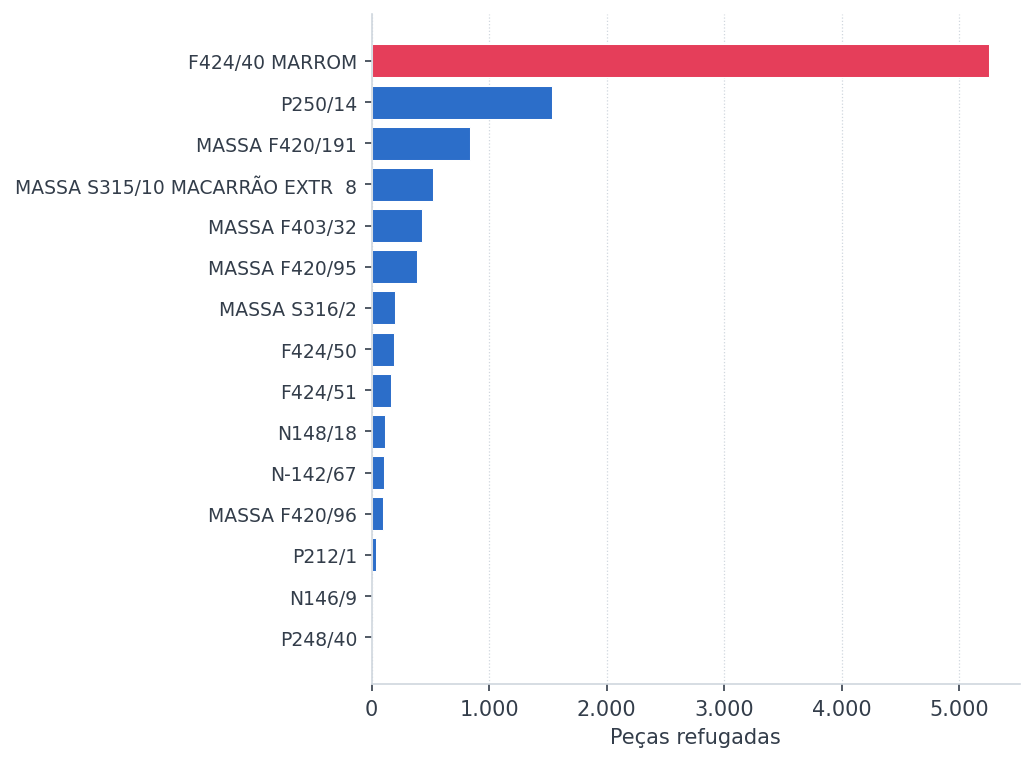 F424/40 MARROM
P250/14
MASSA F420/191
MASSA S315/10 MACARRÃO EXTR  8
MASSA F403/32
MASSA F420/95
MASSA S316/2
F424/50
F424/51
N148/18
N-142/67
MASSA F420/96
P212/1
N146/9
P248/40
0 1.000 2.000 3.000 4.000 5.000
Peças refugadas